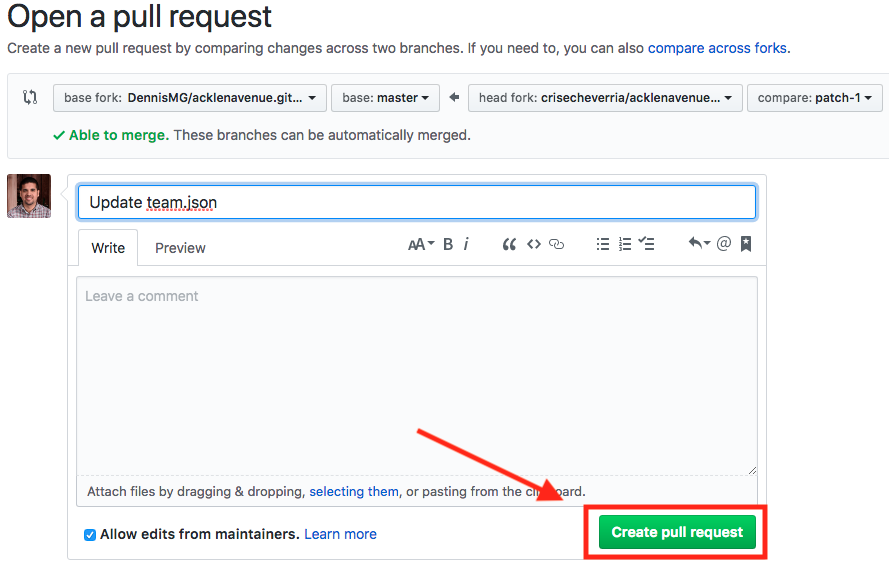 Open a pull request
Create a new pull request by comparing changes across two branches. If you need to, you can also compare across forks.
base fork: DennisMG/acklenavenue.git... base: master head fork: crisecheverria/acklenavenue... compare: patch-1
Able to merge. These branches can be automatically merged.
Update team.json
Write Preview AA B i @
Leave a comment
Attach files by dragging & dropping, selecting them, or pasting from the clipboard.
Allow edits from maintainers. Learn more
Create pull request